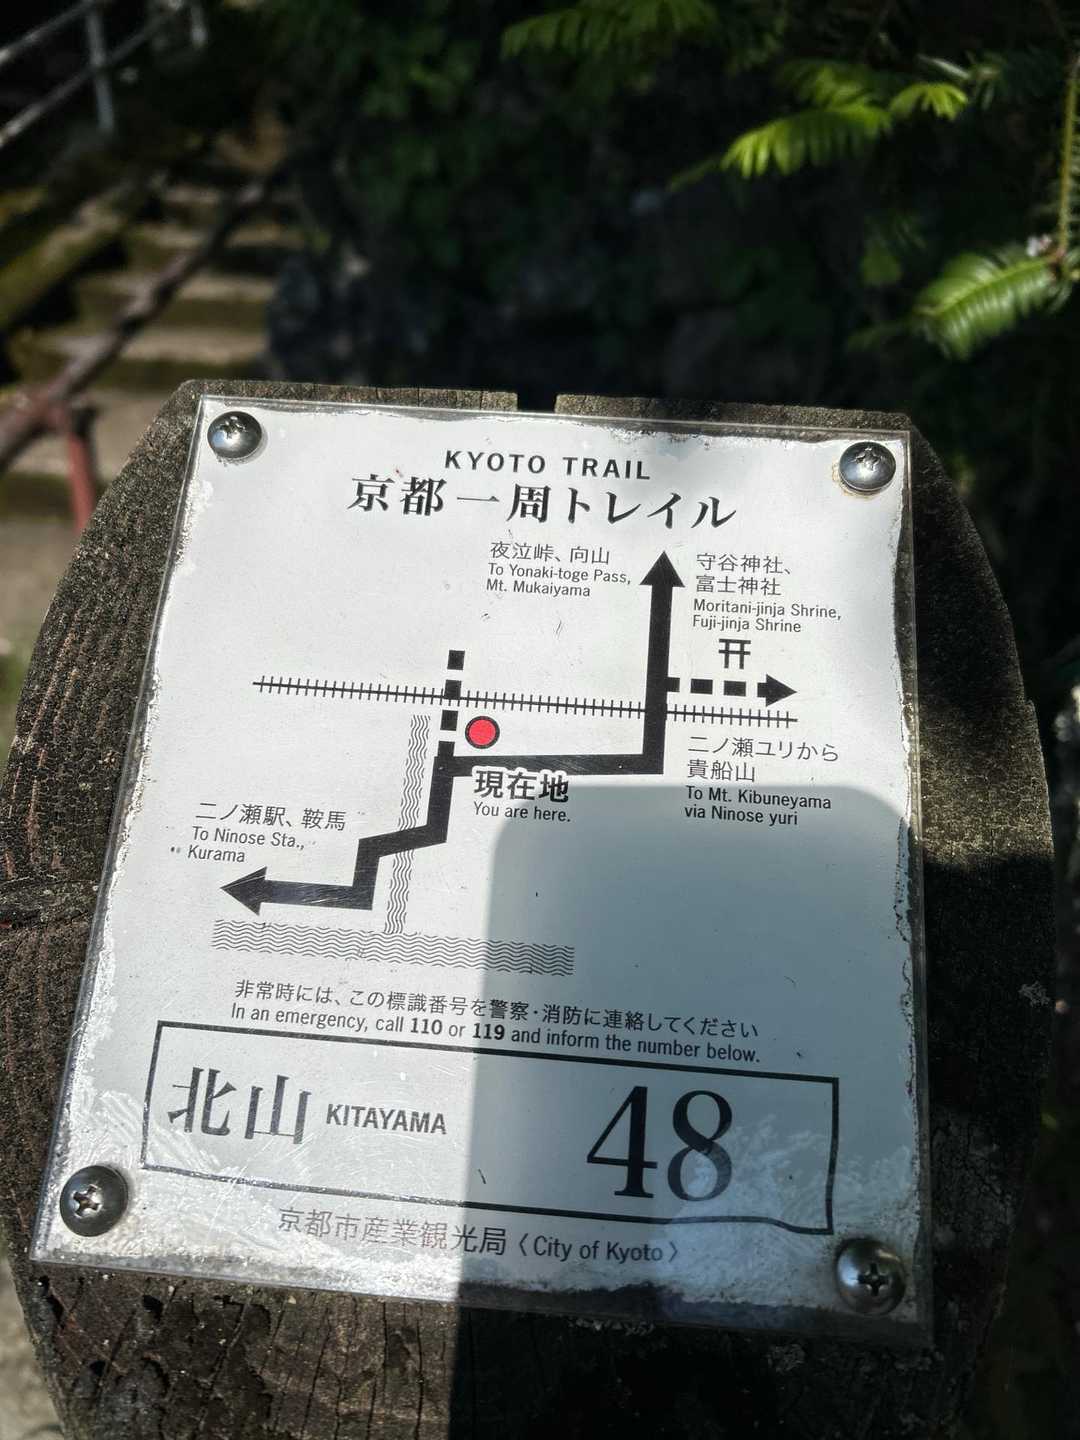 KYOTO TRAIL
京都一周トレイル
夜泣峠、向山
To Yonaki-toge Pass,
Mt. Mukaiyama
守谷神社、
富士神社
Moritani-jinja Shrine,
Fuji-jinja Shrine
二ノ瀬ユリから
貴船山
To Mt. Kibuneyama
via Ninose yuri
現在地
You are here.
二ノ瀬駅、鞍馬
To Ninose Sta.,
Kurama
非常時には、この標識番号を警察・消防に連絡してください
In an emergency, call 110 or 119 and inform the number below.
北山 KITAYAMA 48
京都市産業観光局〈City of Kyoto〉